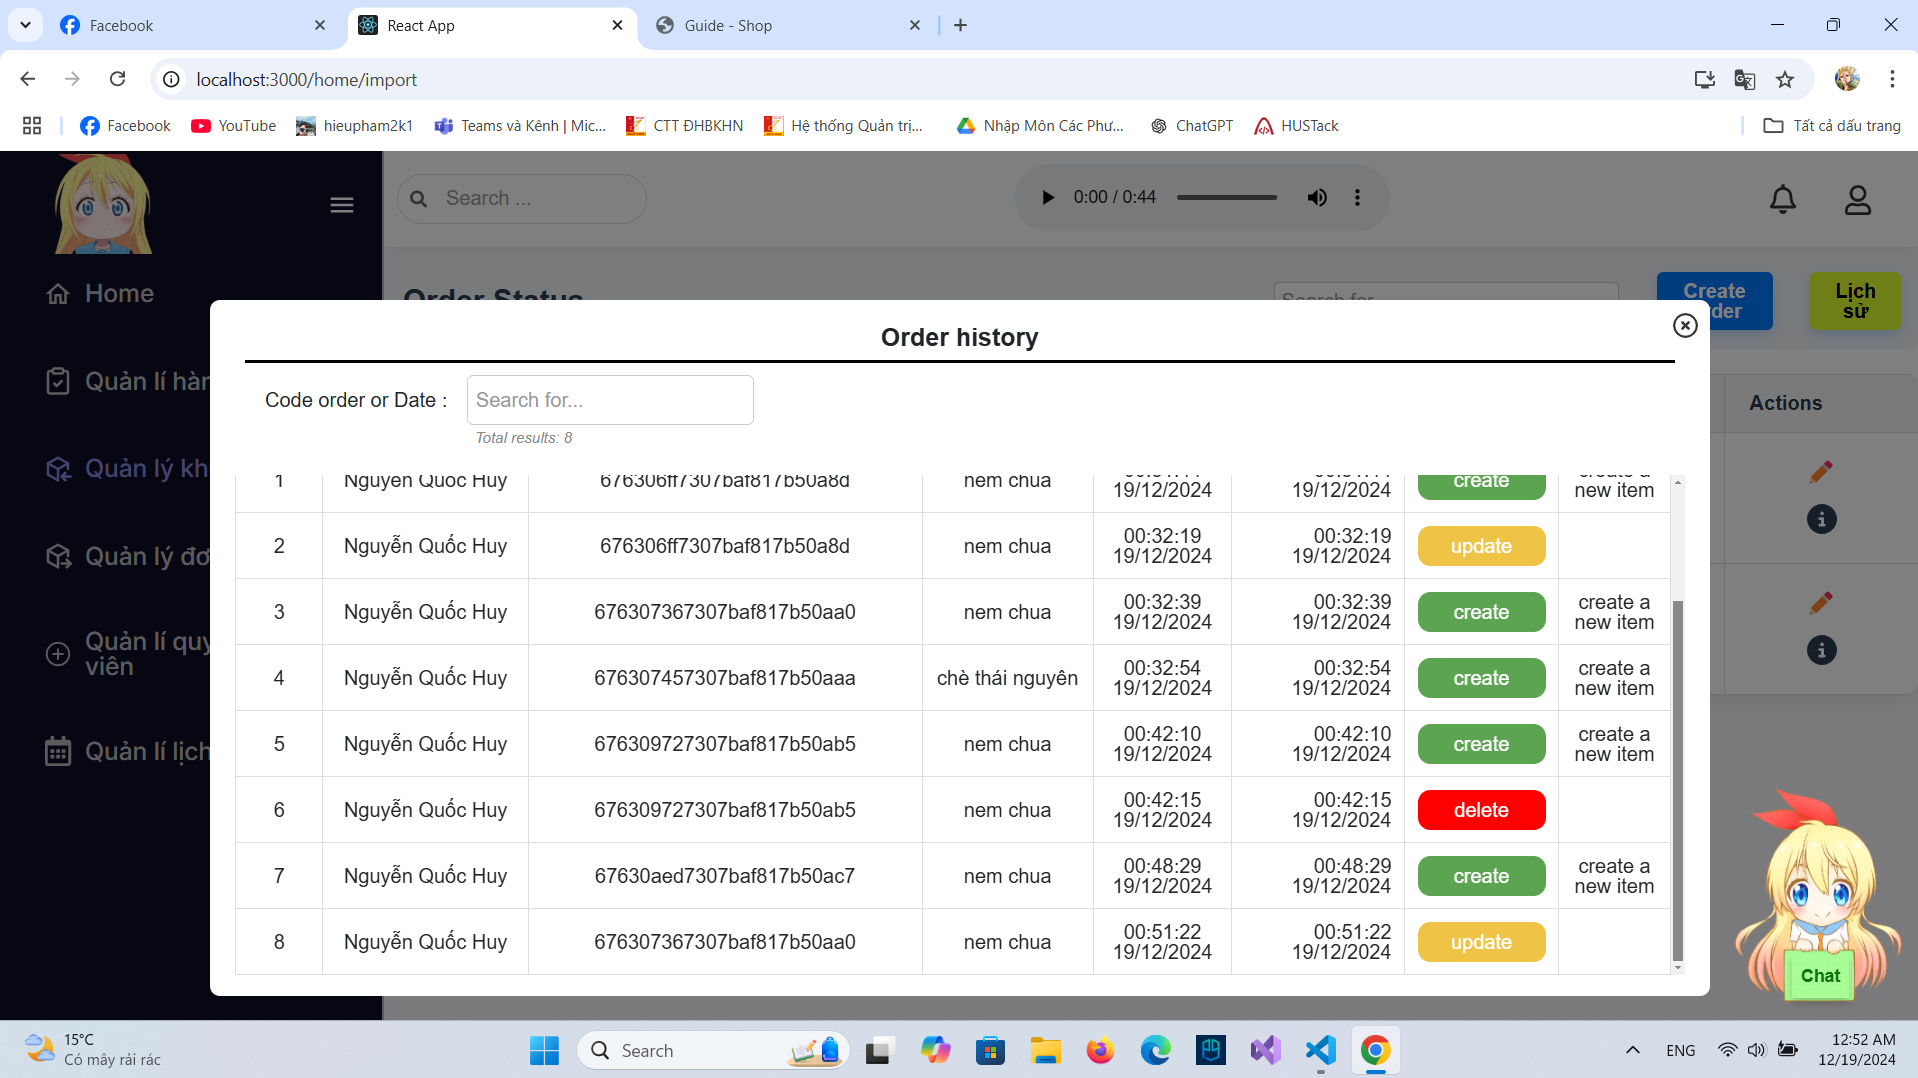 Facebook
React App
Guide - Shop
localhost:3000/home/import
Facebook
YouTube
hieupham2k1
Teams và Kênh | Mic...
CTT ĐHBKHN
Hệ thống Quản trị...
Nhập Môn Các Phư...
ChatGPT
HUSTack
Tất cả dấu trang
Search ...
0:00 / 0:44
Home
Quản lí hàn
Quản lý kh
Quản lý đơ
Quản lí quy
viên
Quản lí lịch
Order Status
Search for
Create
rder
Lịch
sử
Actions
Order history
Code order or Date :
Search for...
Total results: 8
1 Nguyễn Quốc Huy 676306ff7307baf817b50a8d nem chua 19/12/2024 19/12/2024 create create a
new item
2 Nguyễn Quốc Huy 676306ff7307baf817b50a8d nem chua 00:32:19 00:32:19 update
19/12/2024 19/12/2024
3 Nguyễn Quốc Huy 676307367307baf817b50aa0 nem chua 00:32:39 00:32:39 create create a
19/12/2024 19/12/2024 new item
4 Nguyễn Quốc Huy 676307457307baf817b50aaa chè thái nguyên 00:32:54 00:32:54 create create a
19/12/2024 19/12/2024 new item
5 Nguyễn Quốc Huy 676309727307baf817b50ab5 nem chua 00:42:10 00:42:10 create create a
19/12/2024 19/12/2024 new item
6 Nguyễn Quốc Huy 676309727307baf817b50ab5 nem chua 00:42:15 00:42:15 delete
19/12/2024 19/12/2024
7 Nguyễn Quốc Huy 67630aed7307baf817b50ac7 nem chua 00:48:29 00:48:29 create create a
19/12/2024 19/12/2024 new item
8 Nguyễn Quốc Huy 676307367307baf817b50aa0 nem chua 00:51:22 00:51:22 update
19/12/2024 19/12/2024
Chat
15°C
Có mây rải rác
Search
ENG
12:52 AM
12/19/2024